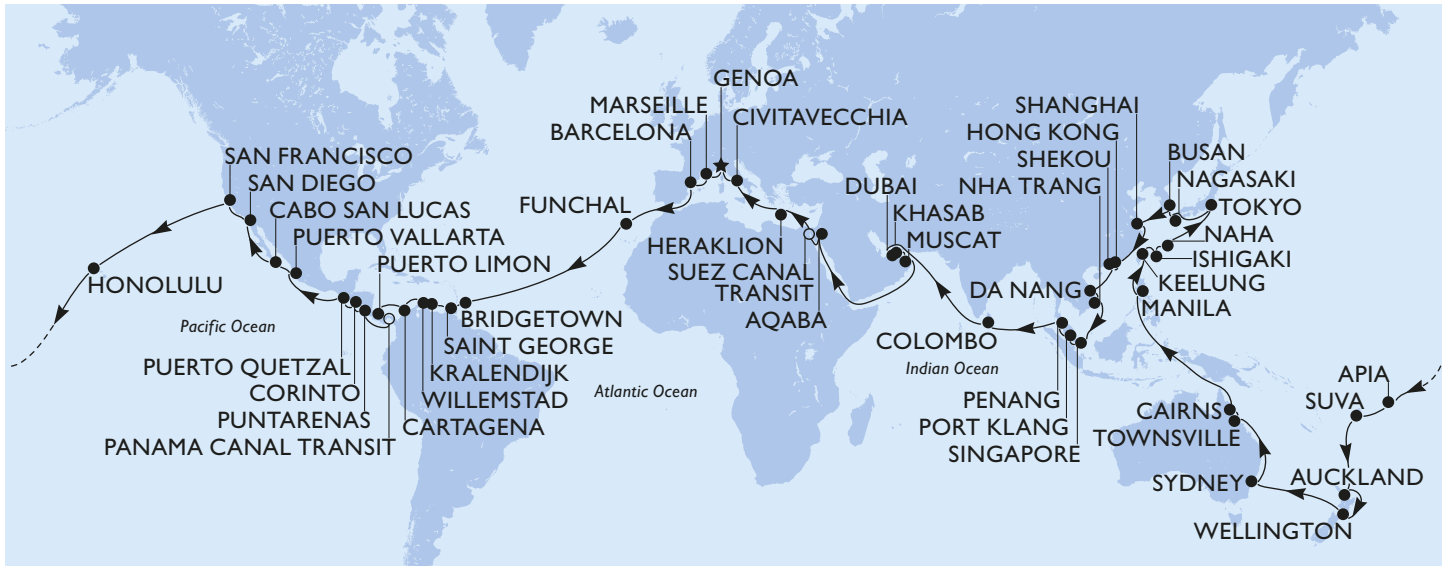 GENOA
MARSEILLE
BARCELONA
CIVITAVECCHIA
SHANGHAI
HONG KONG
SHEKOU
NHA TRANG
BUSAN
NAGASAKI
TOKYO
NAHA
ISHIGAKI
KEELUNG
MANILA
SAN FRANCISCO
SAN DIEGO
CABO SAN LUCAS
PUERTO VALLARTA
PUERTO LIMON
FUNCHAL
DUBAI
KHASAB
MUSCAT
HERAKLION
SUEZ CANAL
TRANSIT
AQABA
HONOLULU
DA NANG
Pacific Ocean
BRIDGETOWN
SAINT GEORGE
KRALENDIJK
WILLEMSTAD
CARTAGENA
PUERTO QUETZAL
CORINTO
PUNTARENAS
PANAMA CANAL TRANSIT
Atlantic Ocean
COLOMBO
Indian Ocean
PENANG
PORT KLANG
SINGAPORE
APIA
SUVA
CAIRNS
TOWNSVILLE
SYDNEY
AUCKLAND
WELLINGTON